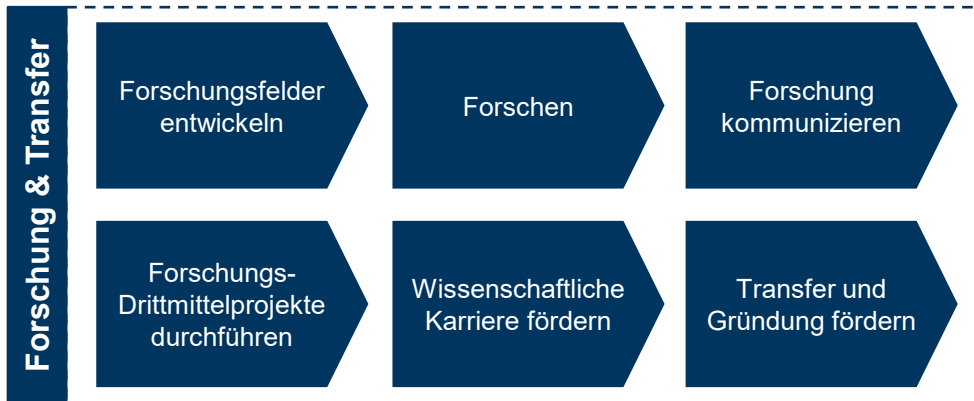 Forschung & Transfer
Forschungsfelder
entwickeln
Forschen
Forschung
kommunizieren
Forschungs-
Drittmittelprojekte
durchführen
Wissenschaftliche
Karriere fördern
Transfer und
Gründung fördern